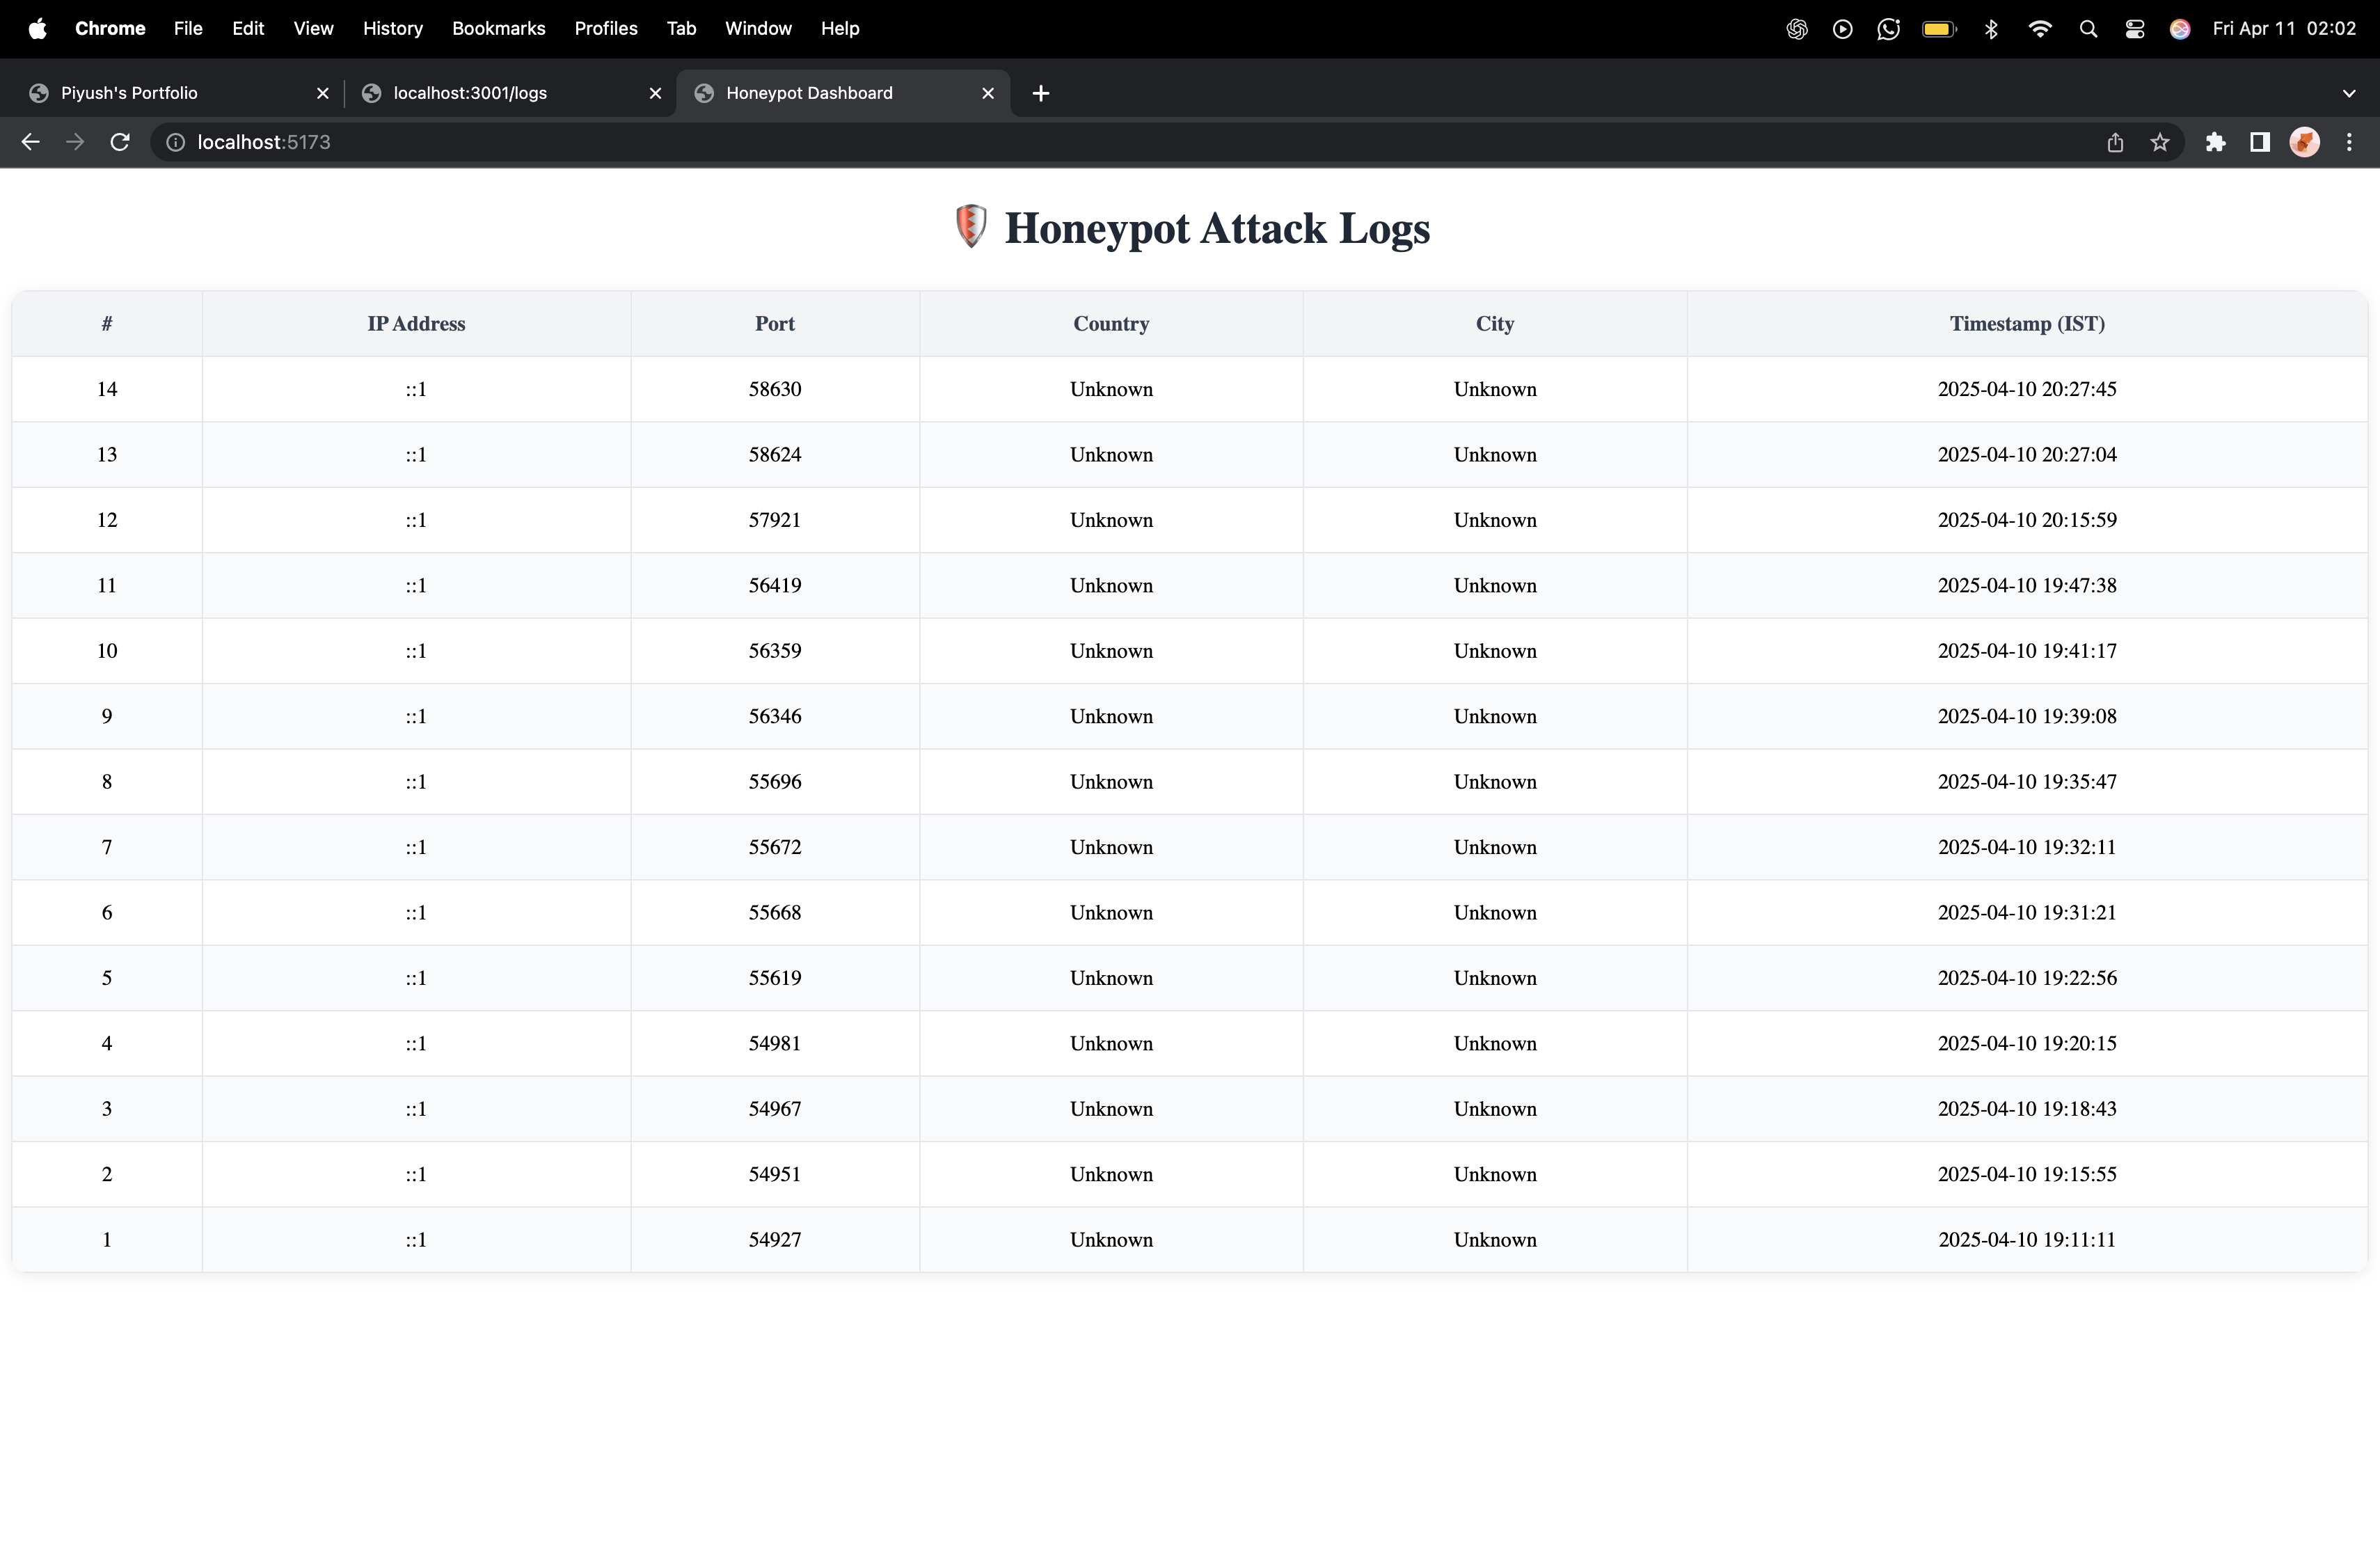 Chrome File Edit View History Bookmarks Profiles Tab Window Help Fri Apr 11 02:02
Piyush's Portfolio localhost:3001/logs Honeypot Dashboard
localhost:5173
Honeypot Attack Logs
# IP Address Port Country City Timestamp (IST)
14 ::1 58630 Unknown Unknown 2025-04-10 20:27:45
13 ::1 58624 Unknown Unknown 2025-04-10 20:27:04
12 ::1 57921 Unknown Unknown 2025-04-10 20:15:59
11 ::1 56419 Unknown Unknown 2025-04-10 19:47:38
10 ::1 56359 Unknown Unknown 2025-04-10 19:41:17
9 ::1 56346 Unknown Unknown 2025-04-10 19:39:08
8 ::1 55696 Unknown Unknown 2025-04-10 19:35:47
7 ::1 55672 Unknown Unknown 2025-04-10 19:32:11
6 ::1 55668 Unknown Unknown 2025-04-10 19:31:21
5 ::1 55619 Unknown Unknown 2025-04-10 19:22:56
4 ::1 54981 Unknown Unknown 2025-04-10 19:20:15
3 ::1 54967 Unknown Unknown 2025-04-10 19:18:43
2 ::1 54951 Unknown Unknown 2025-04-10 19:15:55
1 ::1 54927 Unknown Unknown 2025-04-10 19:11:11